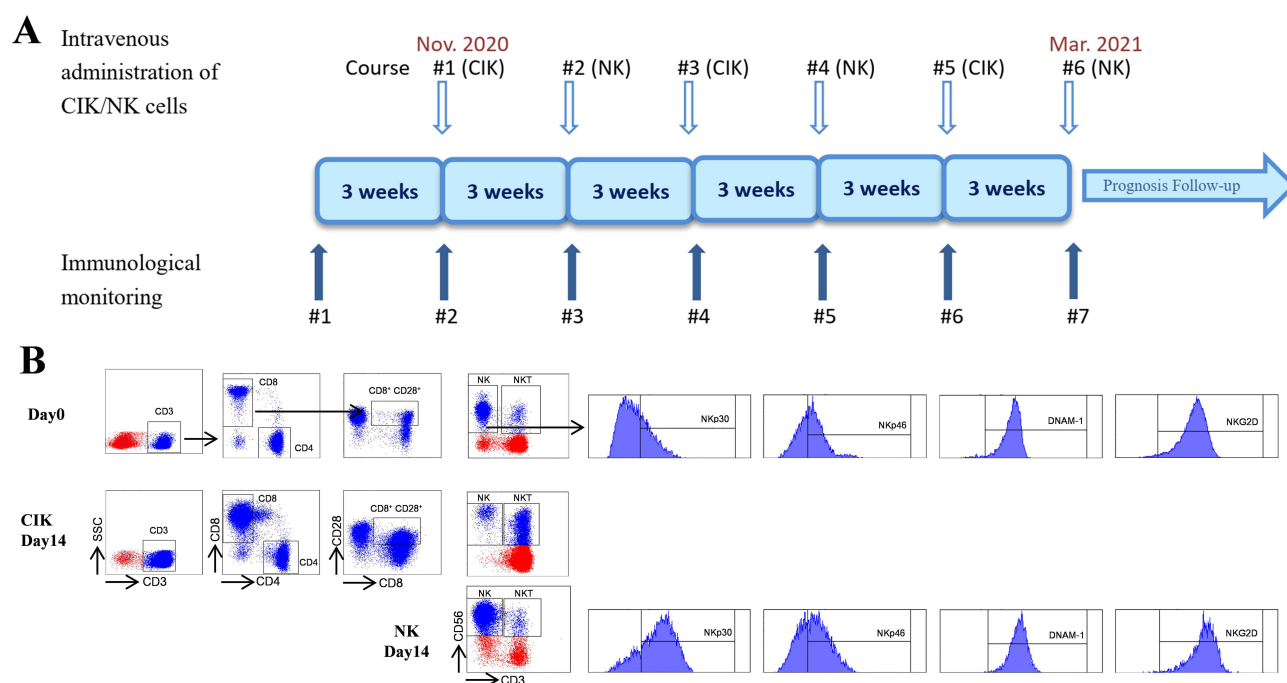 A
Intravenous
administration of
CIK/NK cells
Nov. 2020
Mar. 2021
Course #1 (CIK) #2 (NK) #3 (CIK) #4 (NK) #5 (CIK) #6 (NK)
3 weeks 3 weeks 3 weeks 3 weeks 3 weeks 3 weeks Prognosis Follow-up
Immunological
monitoring
#1 #2 #3 #4 #5 #6 #7
B
Day0
CD3
CD8
CD4
CD8⁺ CD28⁺
NK NKT
NKp30
NKp46
DNAM-1
NKG2D
CIK
Day14
SSC
CD3
CD3
CD8
CD8
CD4
CD4
CD28
CD8⁺ CD28⁺
CD8
NK NKT
NK
Day14
CD56
NK NKT
CD3
NKp30
NKp46
DNAM-1
NKG2D